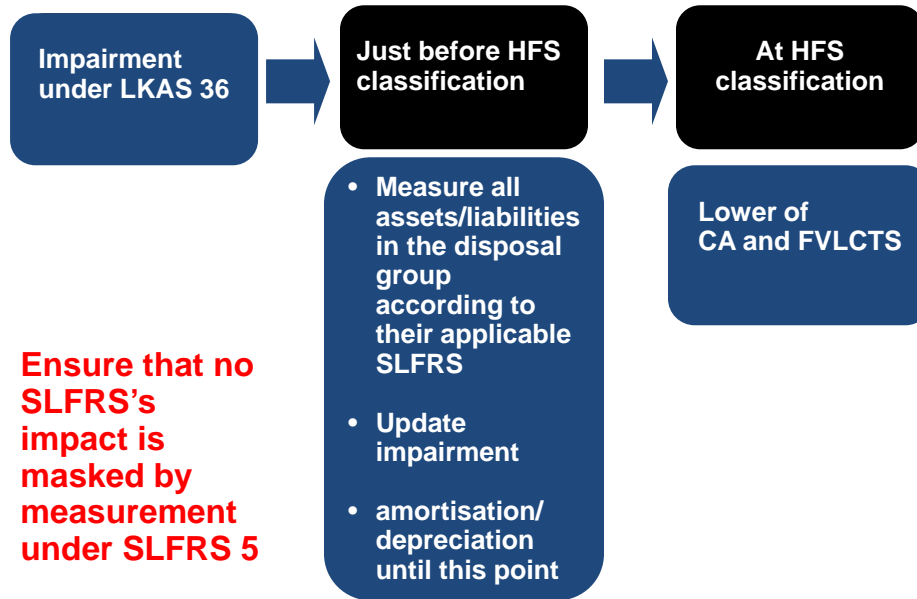 Impairment
under LKAS 36
Just before HFS
classification
At HFS
classification
• Measure all
assets/liabilities
in the disposal
group
according to
their applicable
SLFRS
• Update
impairment
• amortisation/
depreciation
until this point
Lower of
CA and FVLCTS
Ensure that no
SLFRS’s
impact is
masked by
measurement
under SLFRS 5